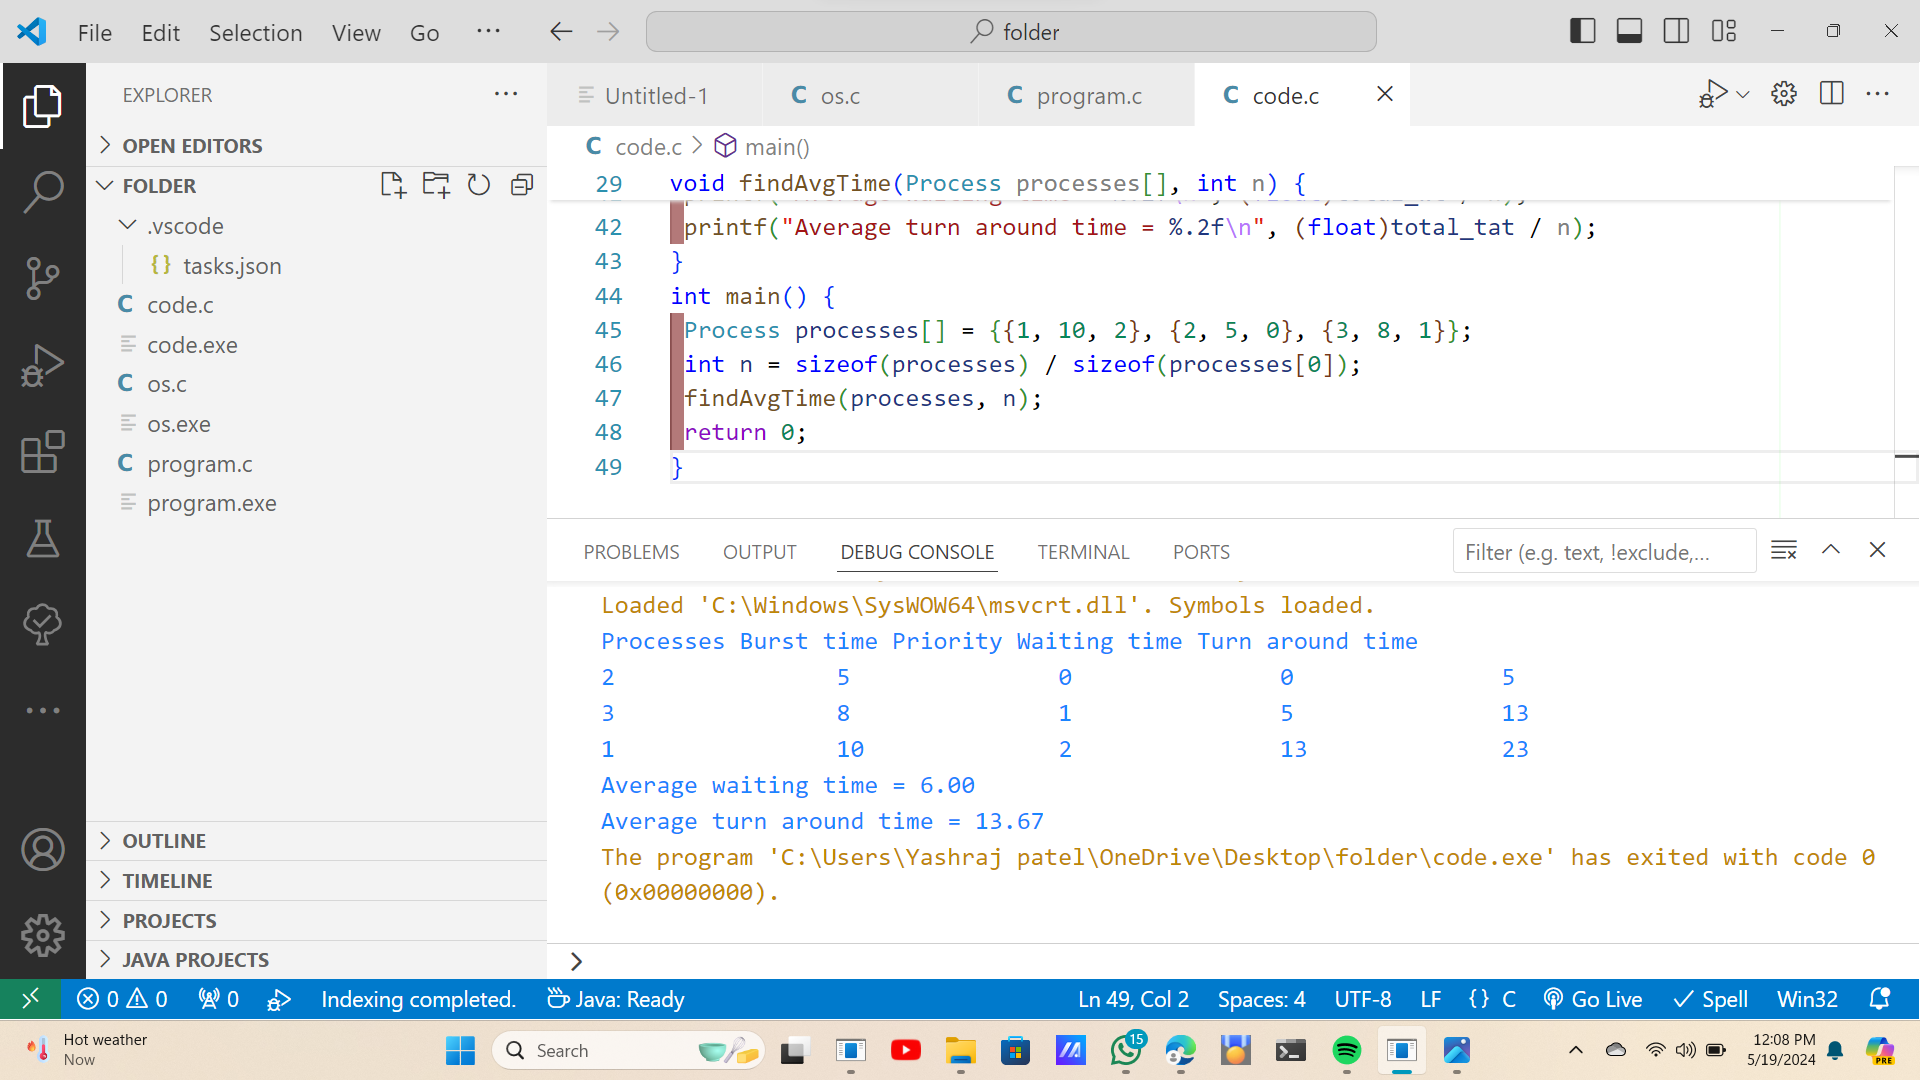 File Edit Selection View Go ···
folder
EXPLORER
OPEN EDITORS
FOLDER
.vscode
{} tasks.json
C code.c
code.exe
C os.c
os.exe
C program.c
program.exe
OUTLINE
TIMELINE
PROJECTS
JAVA PROJECTS
Untitled-1 C os.c C program.c C code.c
C code.c > main()
29 void findAvgTime(Process processes[], int n) {
42 printf("Average turn around time = %.2f\n", (float)total_tat / n);
43 }
44 int main() {
45 Process processes[] = {{1, 10, 2}, {2, 5, 0}, {3, 8, 1}};
46 int n = sizeof(processes) / sizeof(processes[0]);
47 findAvgTime(processes, n);
48 return 0;
49 }
PROBLEMS OUTPUT DEBUG CONSOLE TERMINAL PORTS Filter (e.g. text, !exclude,...
Loaded 'C:\Windows\SysWOW64\msvcrt.dll'. Symbols loaded.
Processes Burst time Priority Waiting time Turn around time
2 5 0 0 5
3 8 1 5 13
1 10 2 13 23
Average waiting time = 6.00
Average turn around time = 13.67
The program 'C:\Users\Yashraj patel\OneDrive\Desktop\folder\code.exe' has exited with code 0
(0x00000000).
>
0 0 0 Indexing completed. Java: Ready Ln 49, Col 2 Spaces: 4 UTF-8 LF {} C Go Live Spell Win32
Hot weather
Now
Search
15
12:08 PM
5/19/2024
PRE